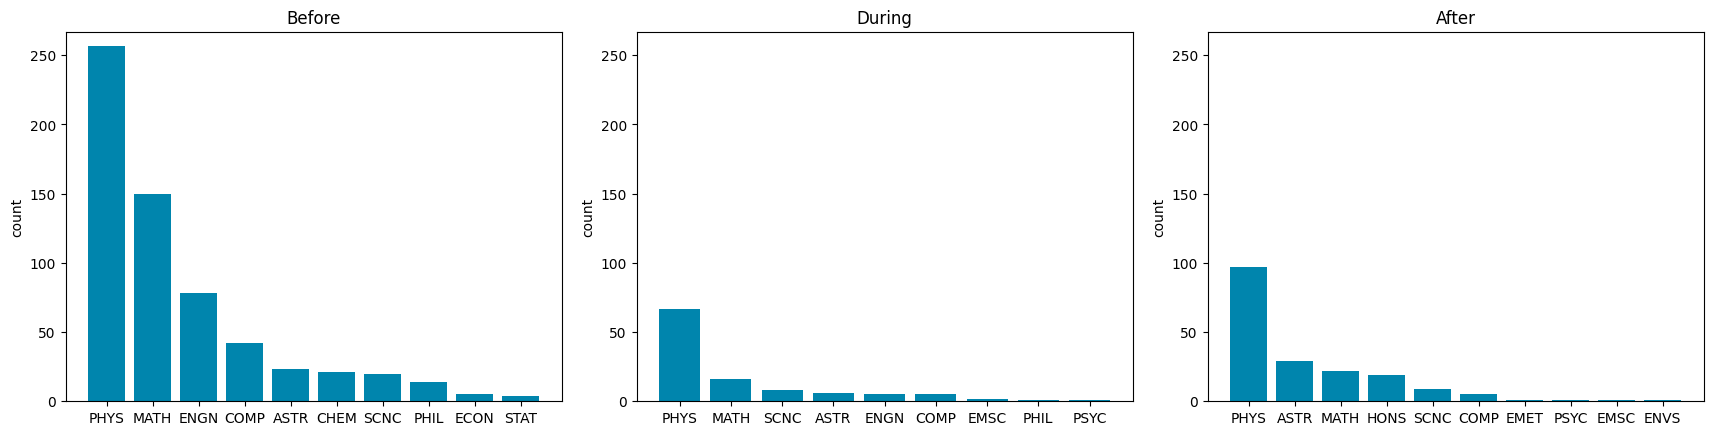 Before
250
200
150
100
50
0
count
PHYS MATH ENGN COMP ASTR CHEM SCNC PHIL ECON STAT
During
250
200
150
100
50
0
count
PHYS MATH SCNC ASTR ENGN COMP EMSC PHIL PSYC
After
250
200
150
100
50
0
count
PHYS ASTR MATH HONS SCNC COMP EMET PSYC EMSC ENVS